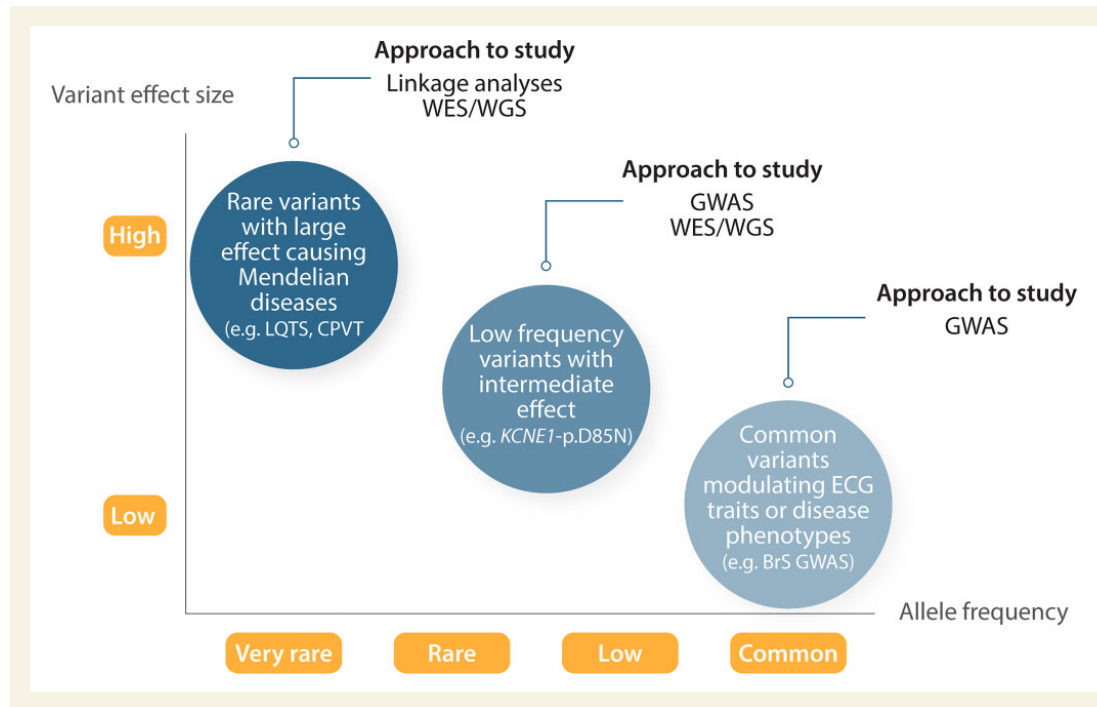 Approach to study
Linkage analyses
WES/WGS
Variant effect size
Rare variants
with large
effect causing
Mendelian
diseases
(e.g. LQTS, CPVT
High
Approach to study
GWAS
WES/WGS
Low frequency
variants with
intermediate
effect
(e.g. KCNE1-p.D85N)
Approach to study
GWAS
Common
variants
modulating ECG
traits or disease
phenotypes
(e.g. BrS GWAS)
Low
Allele frequency
Very rare
Rare
Low
Common